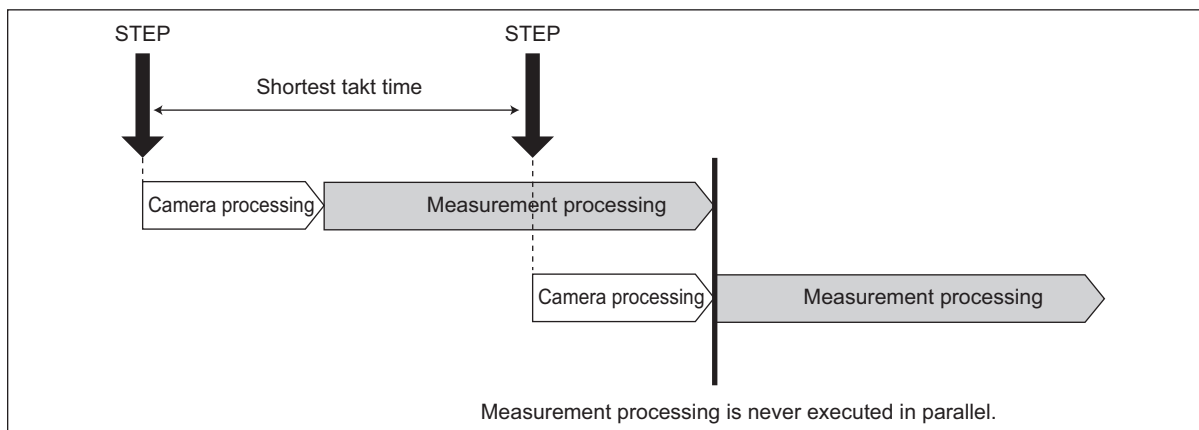 STEP
STEP
Shortest takt time
Camera processing
Measurement processing
Camera processing
Measurement processing
Measurement processing is never executed in parallel.